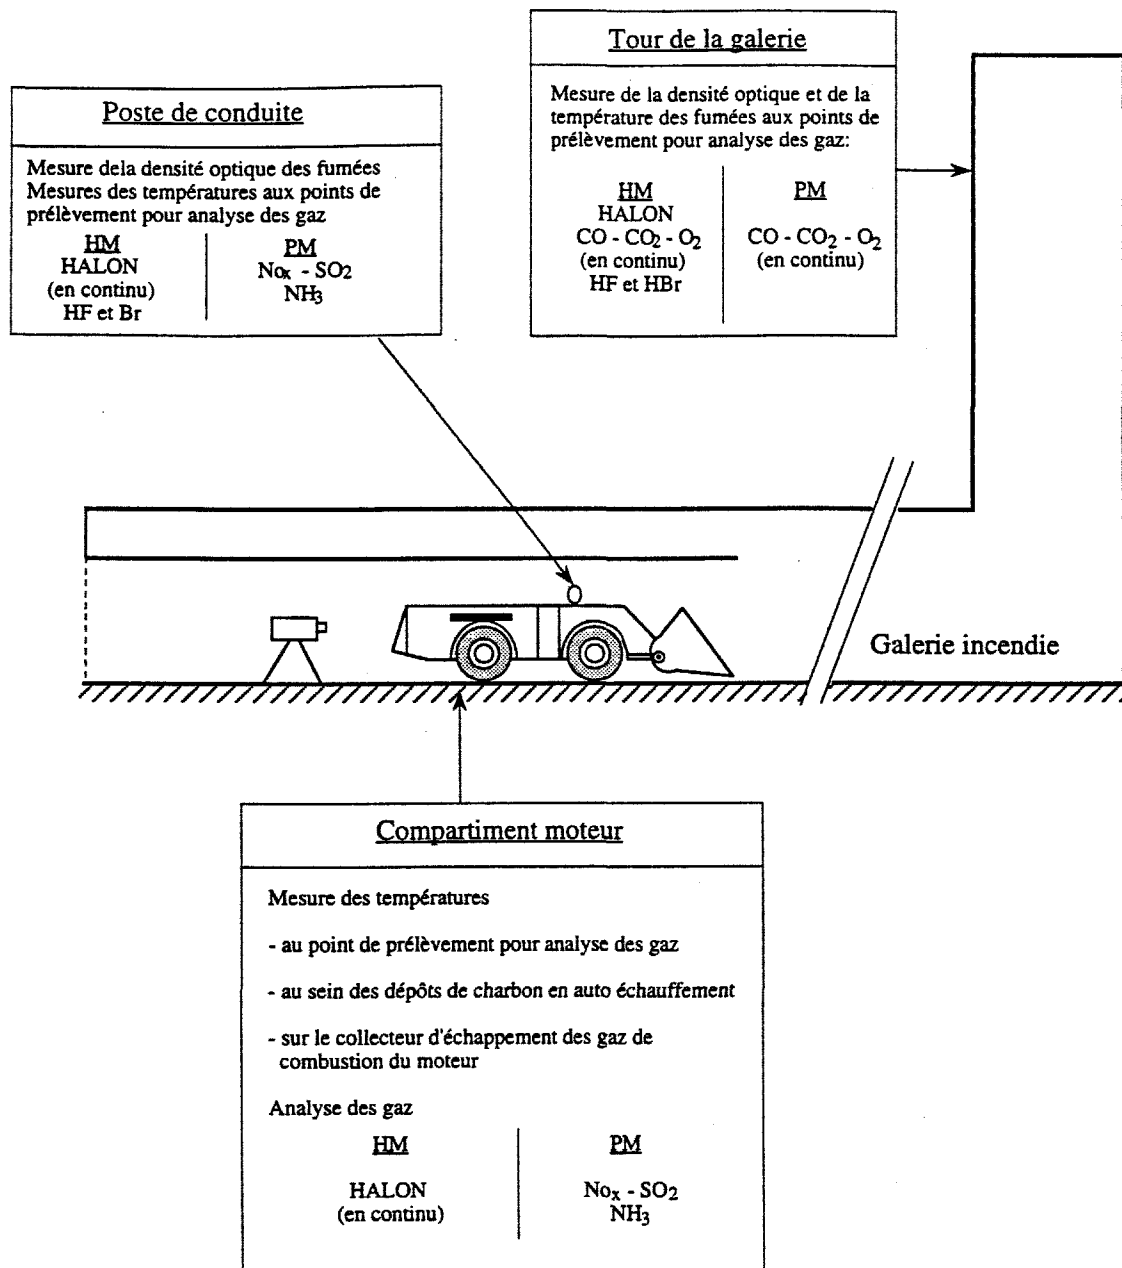 Tour de la galerie
Mesure de la densité optique et de la
température des fumées aux points de
prélèvement pour analyse des gaz:
HM
HALON
CO - CO2 - O2
(en continu)
HF et HBr
PM
CO - CO2 - O2
(en continu)
Poste de conduite
Mesure dela densité optique des fumées
Mesures des températures aux points de
prélèvement pour analyse des gaz
HM
HALON
(en continu)
HF et Br
PM
Nox - SO2
NH3
Galerie incendie
Compartiment moteur
Mesure des températures
- au point de prélèvement pour analyse des gaz
- au sein des dépôts de charbon en auto échauffement
- sur le collecteur d'échappement des gaz de
combustion du moteur
Analyse des gaz
HM
HALON
(en continu)
PM
Nox - SO2
NH3